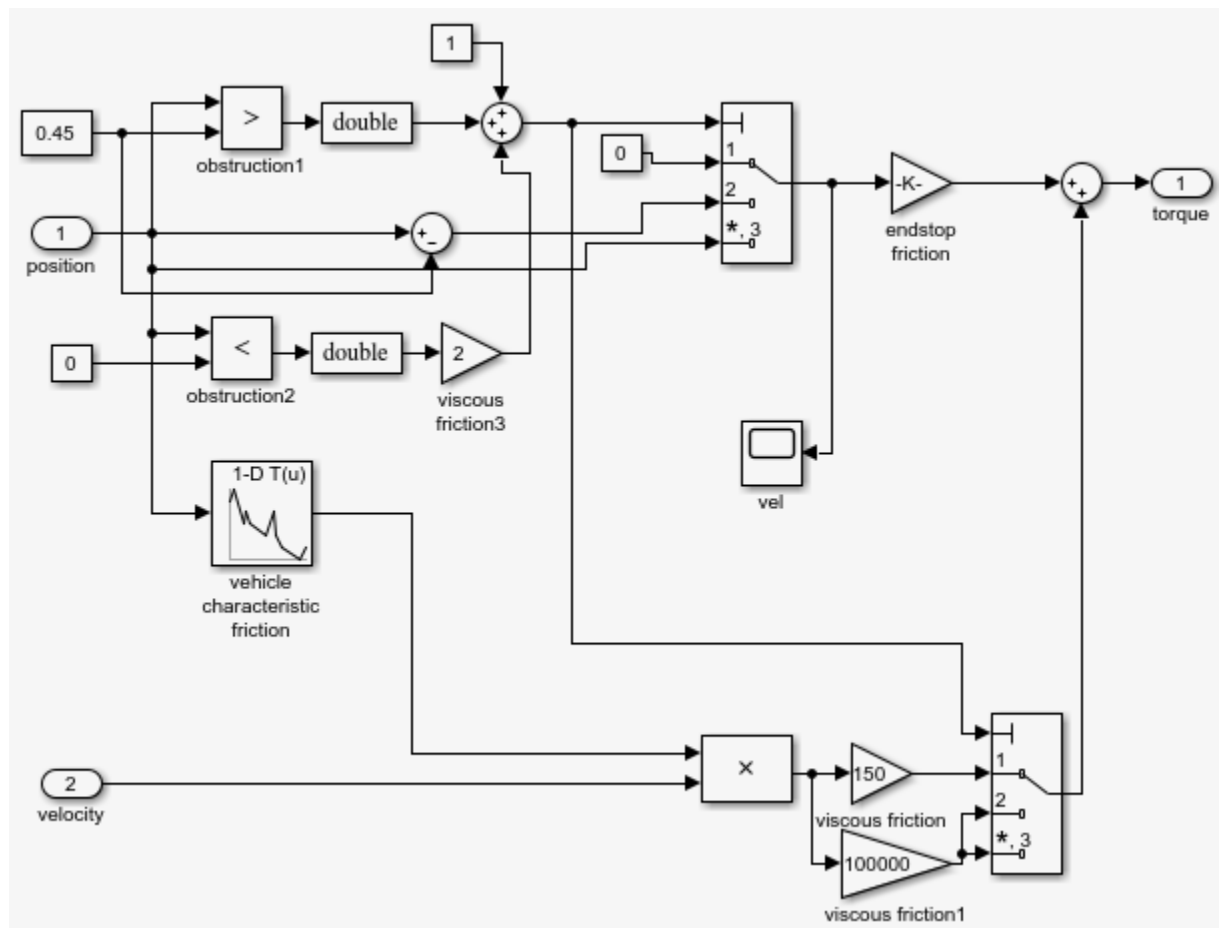 1
0.45
>
double
+
+
+
obstruction1
0
1
2
*, 3
-K-
endstop
friction
+
+
1
torque
1
position
+
−
0
<
double
2
obstruction2
viscous
friction3
vel
1-D T(u)
vehicle
characteristic
friction
2
velocity
×
150
viscous friction
100000
viscous friction1
1
2
*, 3